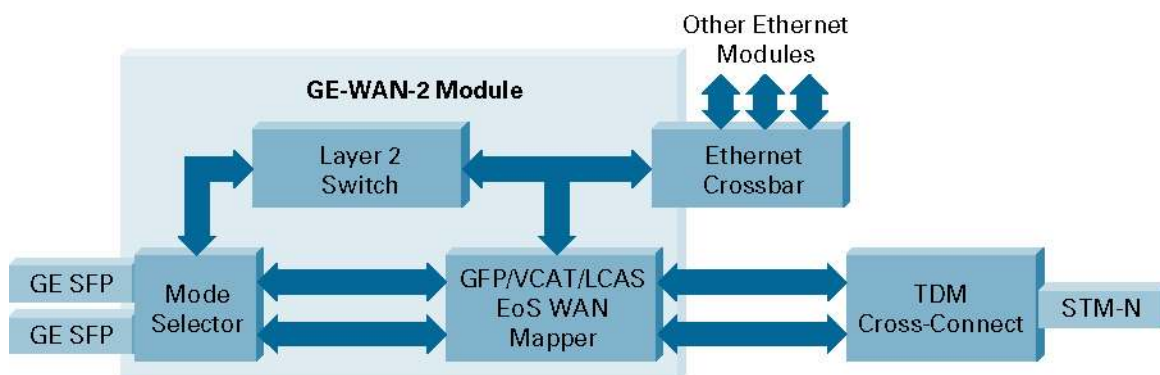 Other Ethernet
Modules
GE-WAN-2 Module
Layer 2
Switch
Ethernet
Crossbar
GE SFP
GE SFP
Mode
Selector
GFP/VCAT/LCAS
EoS WAN
Mapper
TDM
Cross-Connect
STM-N